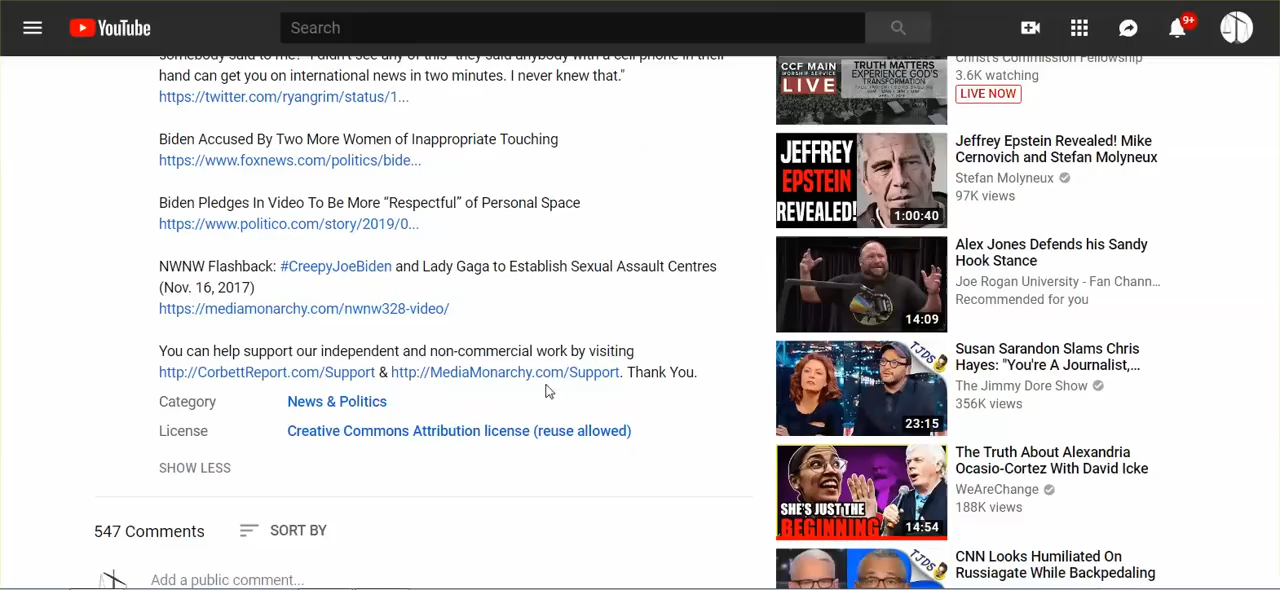 YouTube
Search
9+
somebody said to me? "I didn't see any of this" they said anybody with a cell phone in their
hand can get you on international news in two minutes. I never knew that."
https://twitter.com/ryangrim/status/1...
Biden Accused By Two More Women of Inappropriate Touching
https://www.foxnews.com/politics/bide...
Biden Pledges In Video To Be More “Respectful” of Personal Space
https://www.politico.com/story/2019/0...
NWNW Flashback: #CreepyJoeBiden and Lady Gaga to Establish Sexual Assault Centres
(Nov. 16, 2017)
https://mediamonarchy.com/nwnw328-video/
You can help support our independent and non-commercial work by visiting
http://CorbettReport.com/Support & http://MediaMonarchy.com/Support. Thank You.
Category
News & Politics
License
Creative Commons Attribution license (reuse allowed)
SHOW LESS
547 Comments
SORT BY
Add a public comment...
CCF MAIN
WORSHIP SERVICE
LIVE
TRUTH MATTERS
EXPERIENCE GOD'S
TRANSFORMATION
Christ's Commission Fellowship
3.6K watching
LIVE NOW
JEFFREY
EPSTEIN
REVEALED!
1:00:40
Jeffrey Epstein Revealed! Mike
Cernovich and Stefan Molyneux
Stefan Molyneux
97K views
14:09
Alex Jones Defends his Sandy
Hook Stance
Joe Rogan University - Fan Chann...
Recommended for you
TJDS
23:15
Susan Sarandon Slams Chris
Hayes: "You're A Journalist,...
The Jimmy Dore Show
356K views
SHE'S JUST THE
BEGINNING
14:54
The Truth About Alexandria
Ocasio-Cortez With David Icke
WeAreChange
188K views
TJDS
CNN Looks Humiliated On
Russiagate While Backpedaling